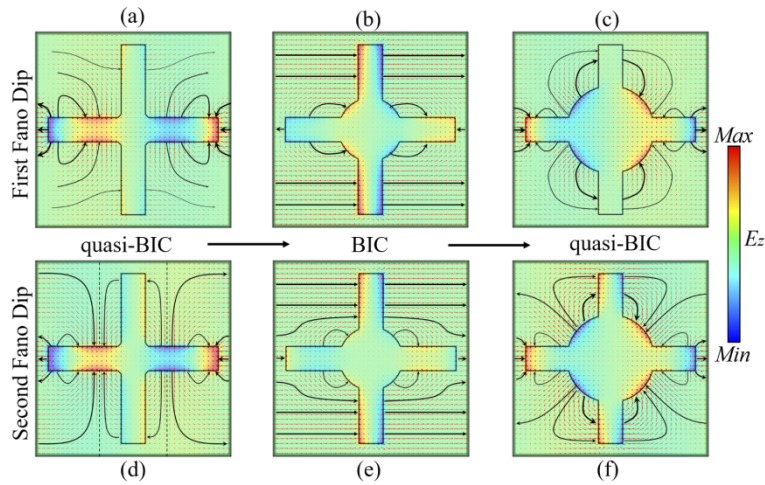 (a)
(b)
(c)
First Fano Dip
Max
Ez
Min
quasi-BIC
BIC
quasi-BIC
Second Fano Dip
(d)
(e)
(f)